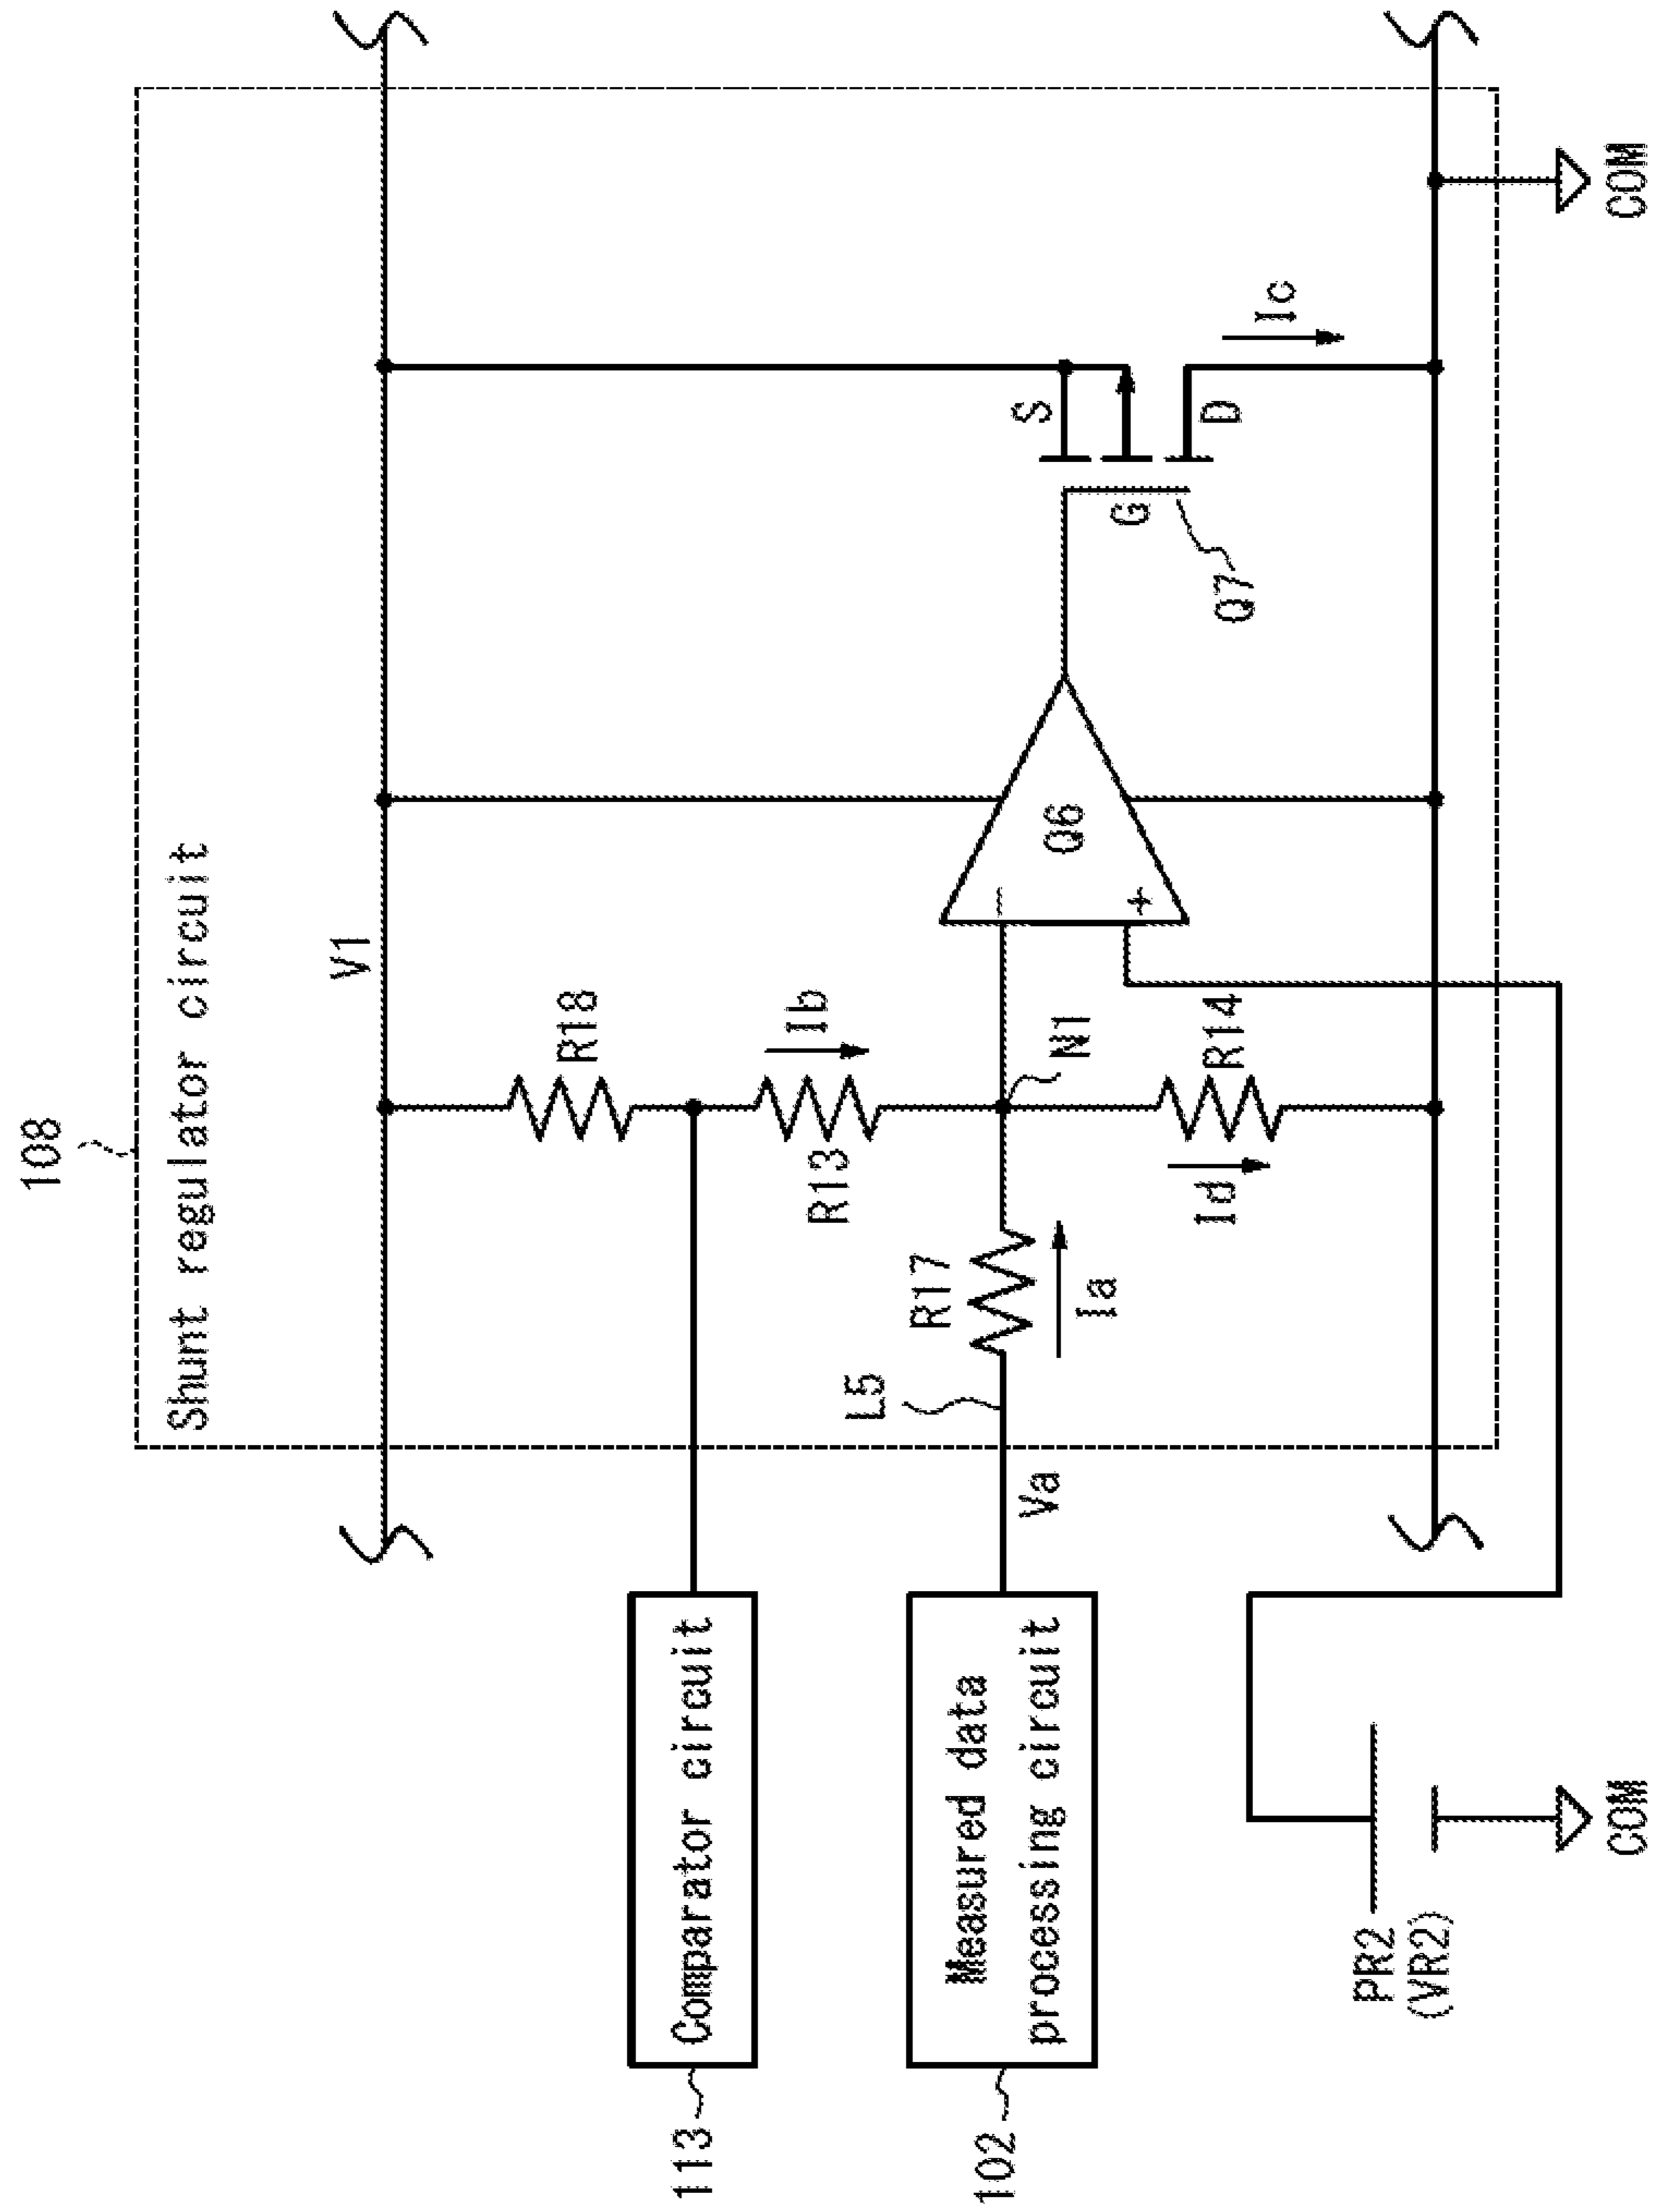 108
Shunt regulator circuit
V1
R18
Ib
R13
N1
R17
Ia
L5
Va
Id
R14
Q6
−
+
S
G
D
Q7
Ic
COM
113
Comparator circuit
102
Measured data
processing circuit
PR2
(VR2)
COM